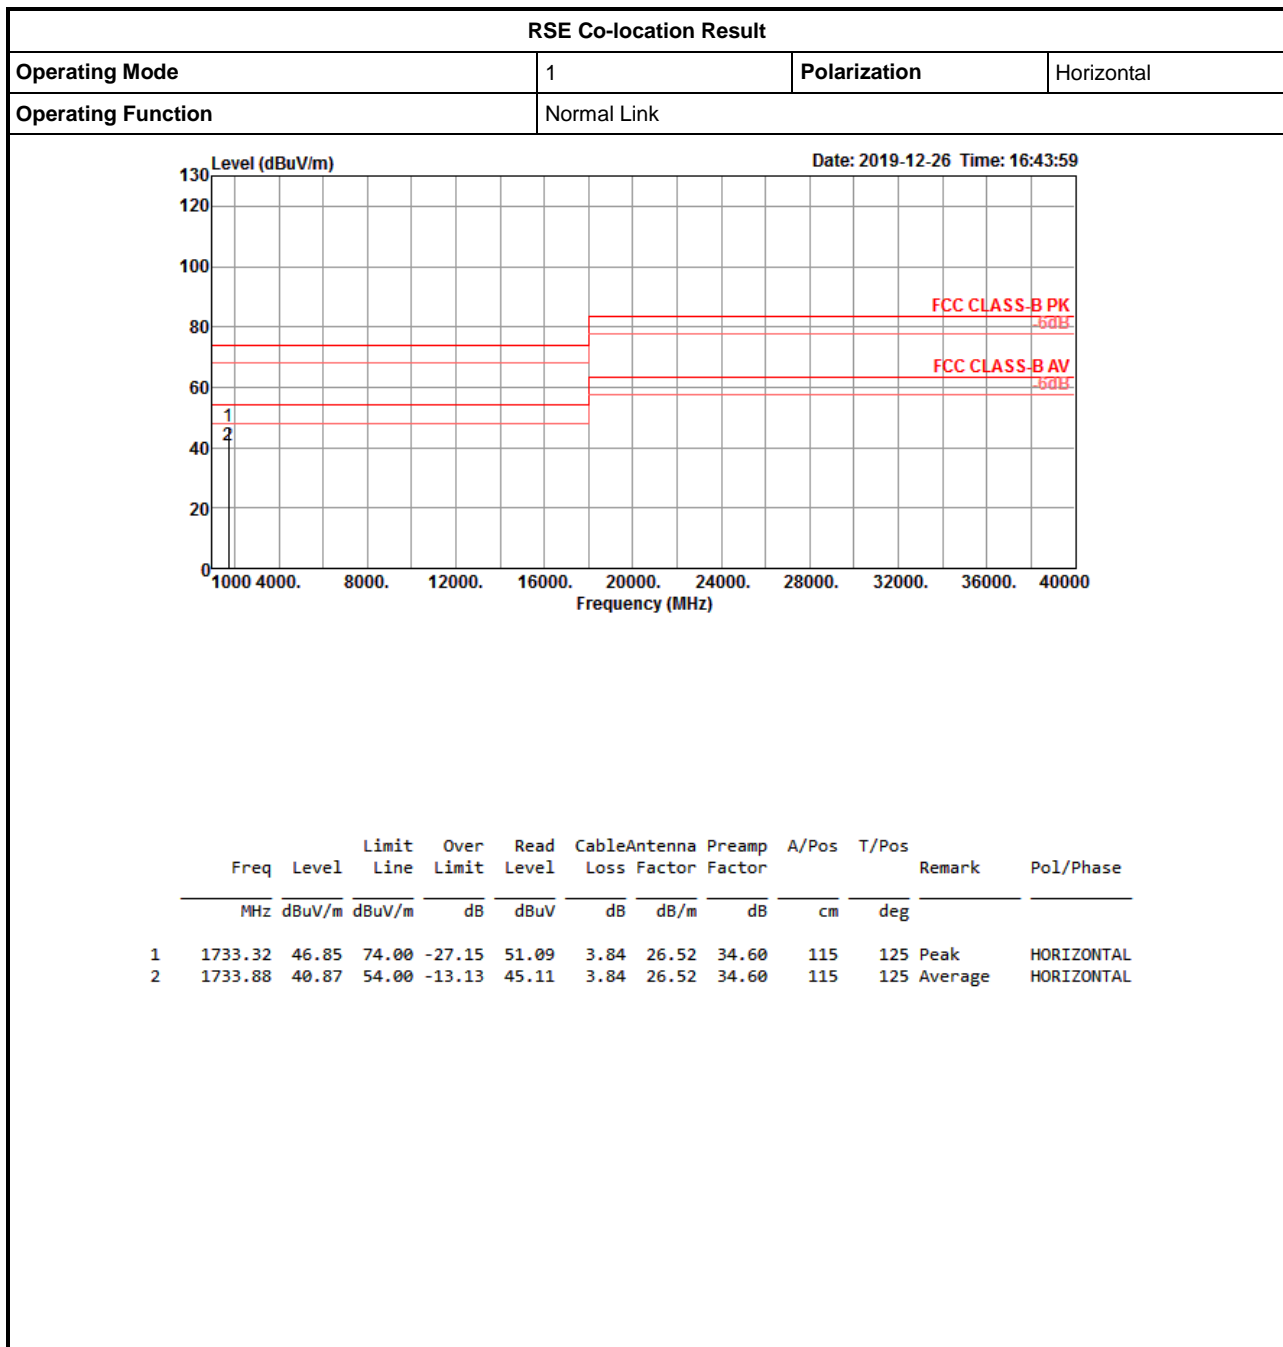 RSE Co-location Result
Operating Mode 1 Polarization Horizontal
Operating Function Normal Link
Level (dBuV/m) Date: 2019-12-26 Time: 16:43:59
130
120
100
FCC CLASS-B PK
80 -6dB
FCC CLASS-B AV
60 -6dB
1
2
40
20
0
1000 4000. 8000. 12000. 16000. 20000. 24000. 28000. 32000. 36000. 40000
Frequency (MHz)
Limit Over Read CableAntenna Preamp A/Pos T/Pos
Freq Level Line Limit Level Loss Factor Factor Remark Pol/Phase
MHz dBuV/m dBuV/m dB dBuV dB dB/m dB cm deg
1 1733.32 46.85 74.00 -27.15 51.09 3.84 26.52 34.60 115 125 Peak HORIZONTAL
2 1733.88 40.87 54.00 -13.13 45.11 3.84 26.52 34.60 115 125 Average HORIZONTAL